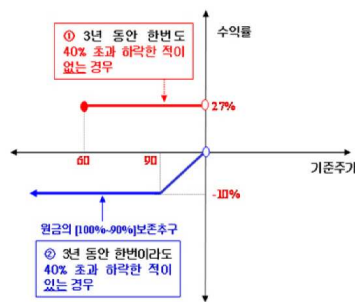 ① 3년 동안 한번도
40% 초과 하락한 적이
없는 경우
수익률
27%
60
90
기준주가
-10%
원금의 [100%~90%]보존추구
② 3년 동안 한번이라도
40% 초과 하락한 적이
있는 경우